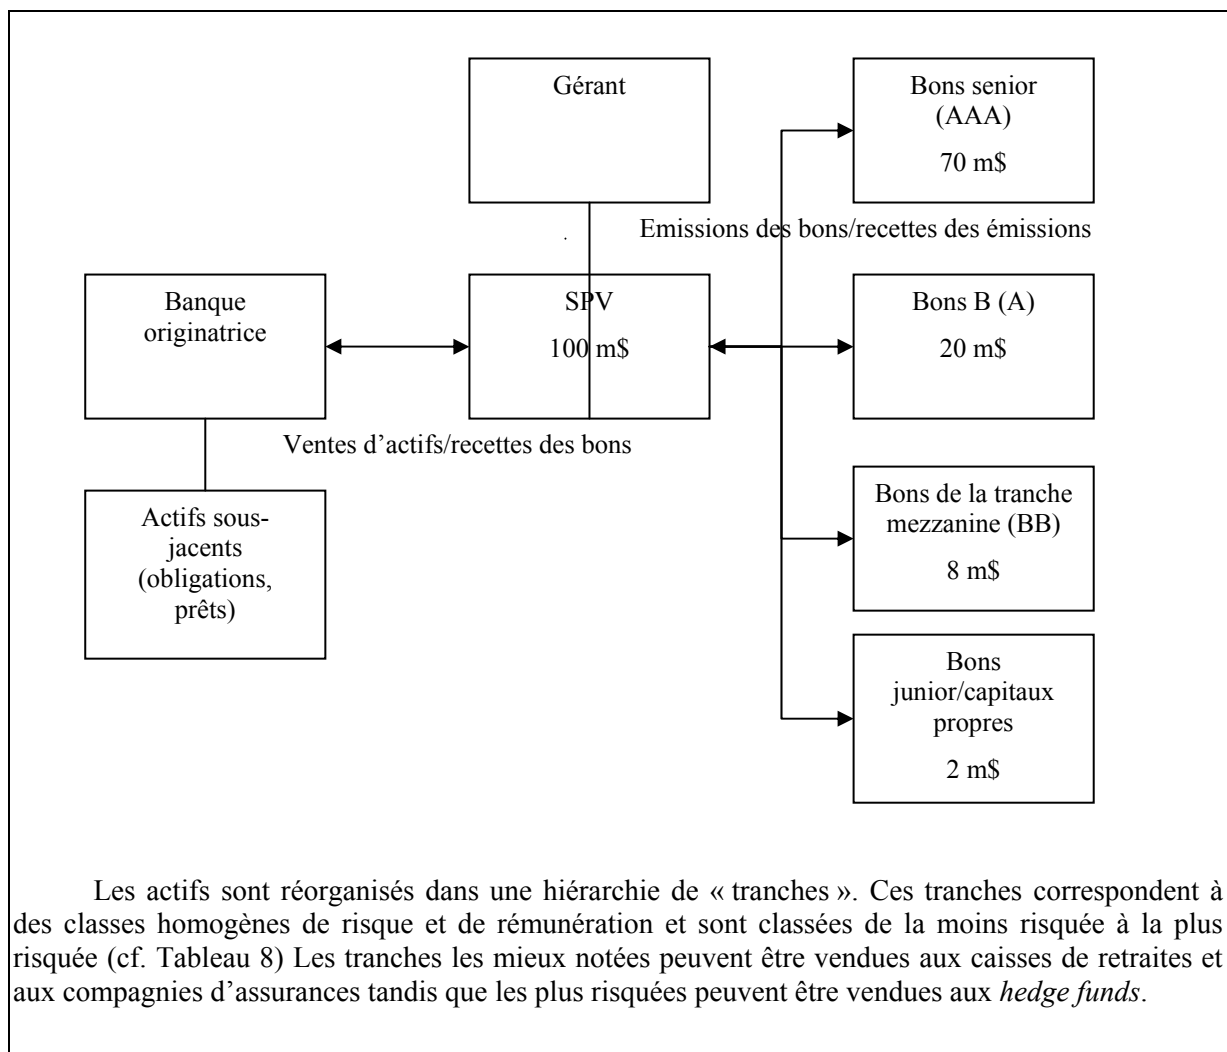 Gérant
Bons senior
(AAA)
70 m$
Emissions des bons/recettes des émissions
Banque
originatrice
SPV
100 m$
Bons B (A)
20 m$
Ventes d’actifs/recettes des bons
Actifs sous-
jacents
(obligations,
prêts)
Bons de la tranche
mezzanine (BB)
8 m$
Bons
junior/capitaux
propres
2 m$
Les actifs sont réorganisés dans une hiérarchie de « tranches ». Ces tranches correspondent à
des classes homogènes de risque et de rémunération et sont classées de la moins risquée à la plus
risquée (cf. Tableau 8) Les tranches les mieux notées peuvent être vendues aux caisses de retraites et
aux compagnies d’assurances tandis que les plus risquées peuvent être vendues aux hedge funds.